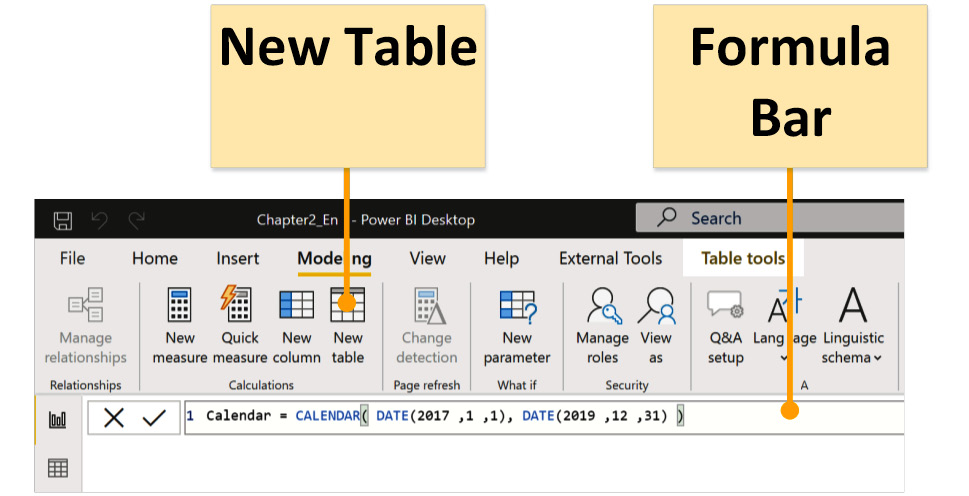 New Table
Formula
Bar
Chapter2_En - Power BI Desktop
Search
File Home Insert Modeling View Help External Tools Table tools
Manage relationships
New measure
Quick measure
New column
New table
Change detection
New parameter
Manage roles
View as
Q&A setup
Language
Linguistic schema
Relationships Calculations Page refresh What if Security A
1 Calendar = CALENDAR( DATE(2017 ,1 ,1), DATE(2019 ,12 ,31) )